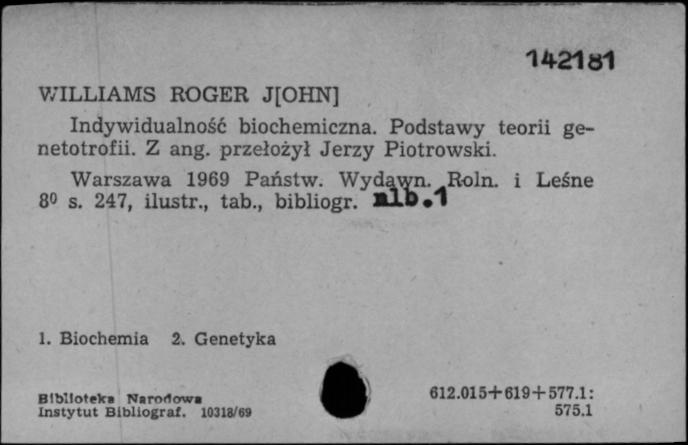 142181
WILLIAMS ROGER J[OHN]
Indywidualność biochemiczna. Podstawy teorii ge-
netotrofii. Z ang. przełożył Jerzy Piotrowski.
Warszawa 1969 Państw. Wydawn. Roln. i Leśne
8⁰ s. 247, ilustr., tab., bibliogr. nlb.1
1. Biochemia 2. Genetyka
Biblioteka Narodowa
Instytut Bibliograf. 10318/69
612.015+619+577.1:
575.1